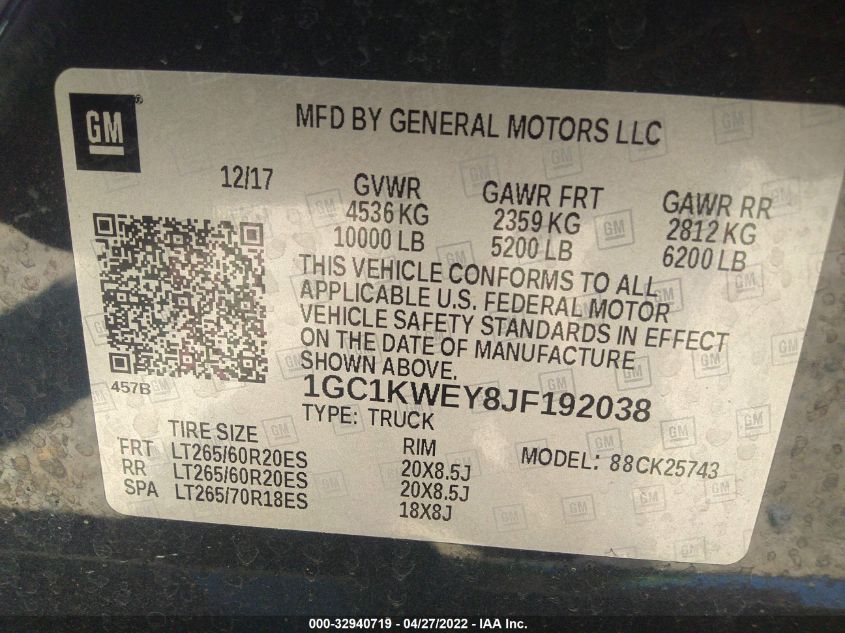 GM
MFD BY GENERAL MOTORS LLC
12/17
GVWR
4536 KG
10000 LB
GAWR FRT
2359 KG
5200 LB
GAWR RR
2812 KG
6200 LB
THIS VEHICLE CONFORMS TO ALL
APPLICABLE U.S. FEDERAL MOTOR
VEHICLE SAFETY STANDARDS IN EFFECT
ON THE DATE OF MANUFACTURE
SHOWN ABOVE.
457B
1GC1KWEY8JF192038
TYPE: TRUCK
TIRE SIZE RIM
FRT LT265/60R20ES 20X8.5J
RR LT265/60R20ES 20X8.5J
SPA LT265/70R18ES 18X8J
MODEL: 88CK25743
000-32940719 - 04/27/2022 - IAA Inc.